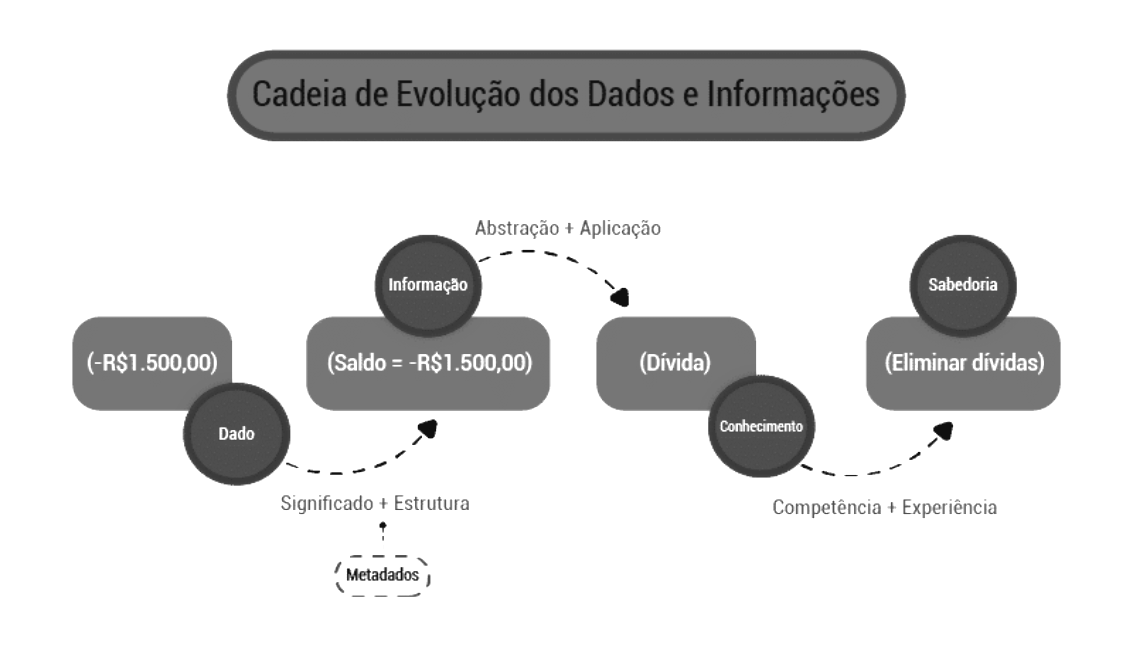 Cadeia de Evolução dos Dados e Informações
(-R$1.500,00)
Dado
Significado + Estrutura
Metadados
Informação
(Saldo = -R$1.500,00)
Abstração + Aplicação
(Dívida)
Conhecimento
Competência + Experiência
Sabedoria
(Eliminar dívidas)